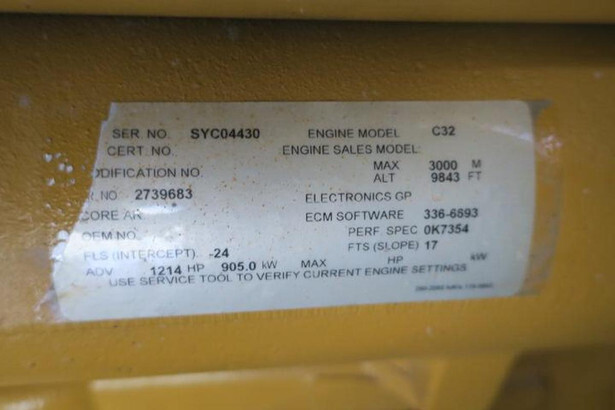 SER. NO. SYC04430 ENGINE MODEL C32
CERT. NO. ENGINE SALES MODEL
ODIFICATION NO. MAX ALT 3000 M 9843 FT
R.NO 2739683 ELECTRONICS GP
CORE AR ECM SOFTWARE 336-6693
OEM NO. PERF SPEC 0K7354
FLS (INTERCEPT) -24 FTS (SLOPE) 17
ADV 1214 HP 905.0 kW MAX HP kW
USE SERVICE TOOL TO VERIFY CURRENT ENGINE SETTINGS